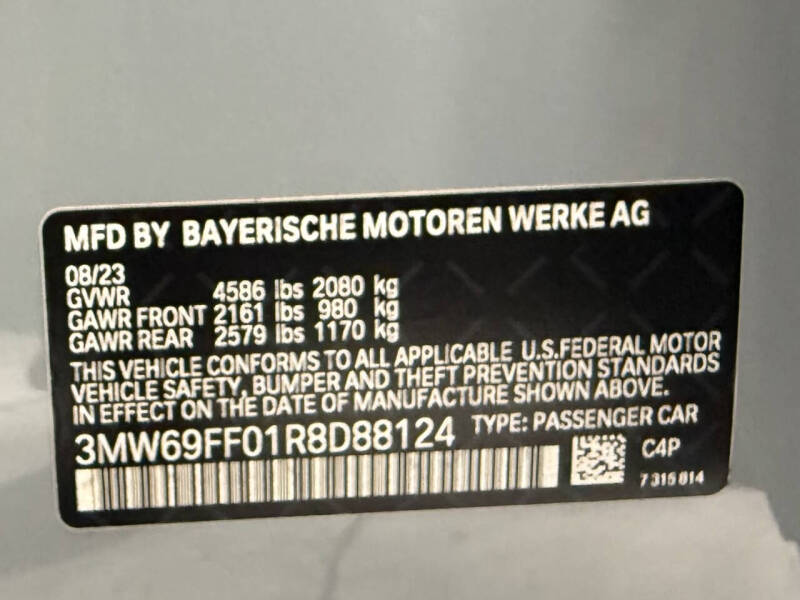 MFD BY BAYERISCHE MOTOREN WERKE AG
08/23
GVWR 4586 lbs 2080 kg
GAWR FRONT 2161 lbs 980 kg
GAWR REAR 2579 lbs 1170 kg
THIS VEHICLE CONFORMS TO ALL APPLICABLE U.S.FEDERAL MOTOR
VEHICLE SAFETY, BUMPER AND THEFT PREVENTION STANDARDS
IN EFFECT ON THE DATE OF MANUFACTURE SHOWN ABOVE.
3MW69FF01R8D88124 TYPE: PASSENGER CAR
C4P
7 315 814